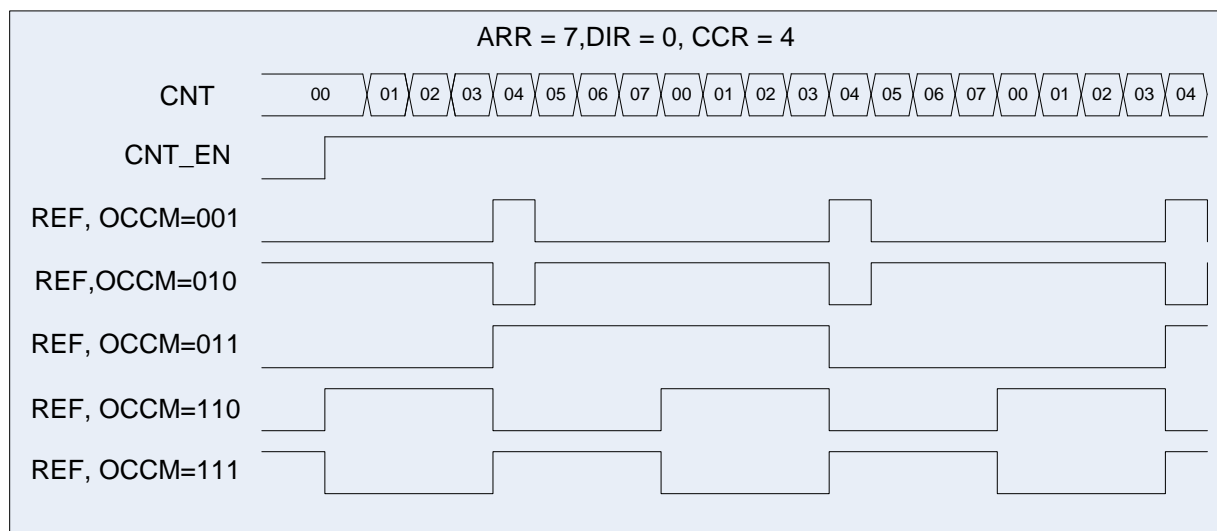 ARR = 7,DIR = 0, CCR = 4
CNT 00 01 02 03 04 05 06 07 00 01 02 03 04 05 06 07 00 01 02 03 04
CNT_EN
REF, OCCM=001
REF,OCCM=010
REF, OCCM=011
REF, OCCM=110
REF, OCCM=111